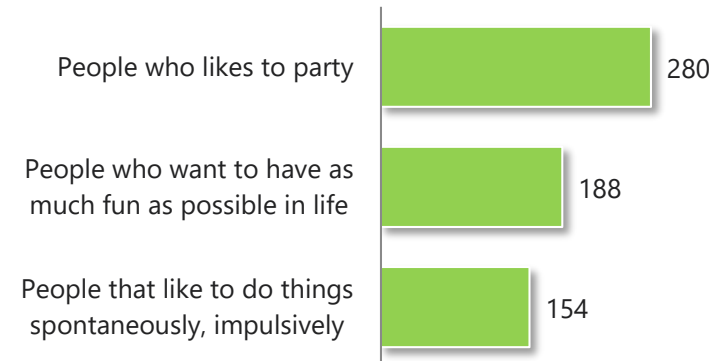 People who likes to party
280
People who want to have as
much fun as possible in life
188
People that like to do things
spontaneously, impulsively
154